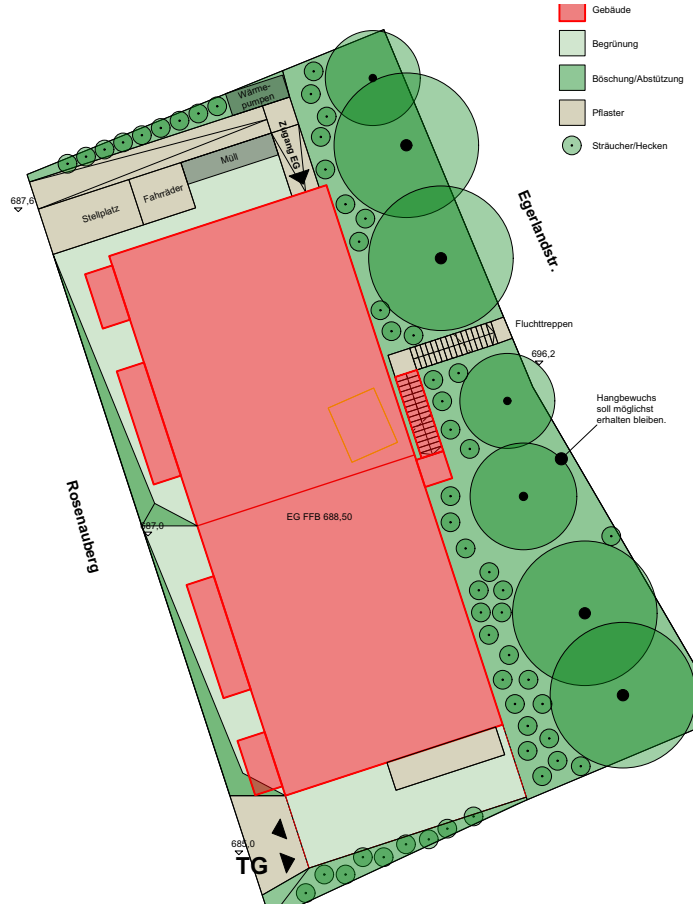 Gebäude
Begrünung
Böschung/Abstützung
Pflaster
Sträucher/Hecken
Wärme-
pumpen
Zugang EG
Müll
Fahrräder
Stellplatz
687,6
Egerlandstr.
Fluchttreppen
696,2
Hangbewuchs
soll möglichst
erhalten bleiben.
Rosenauberg
EG FFB 688,50
687,0
685,0
TG